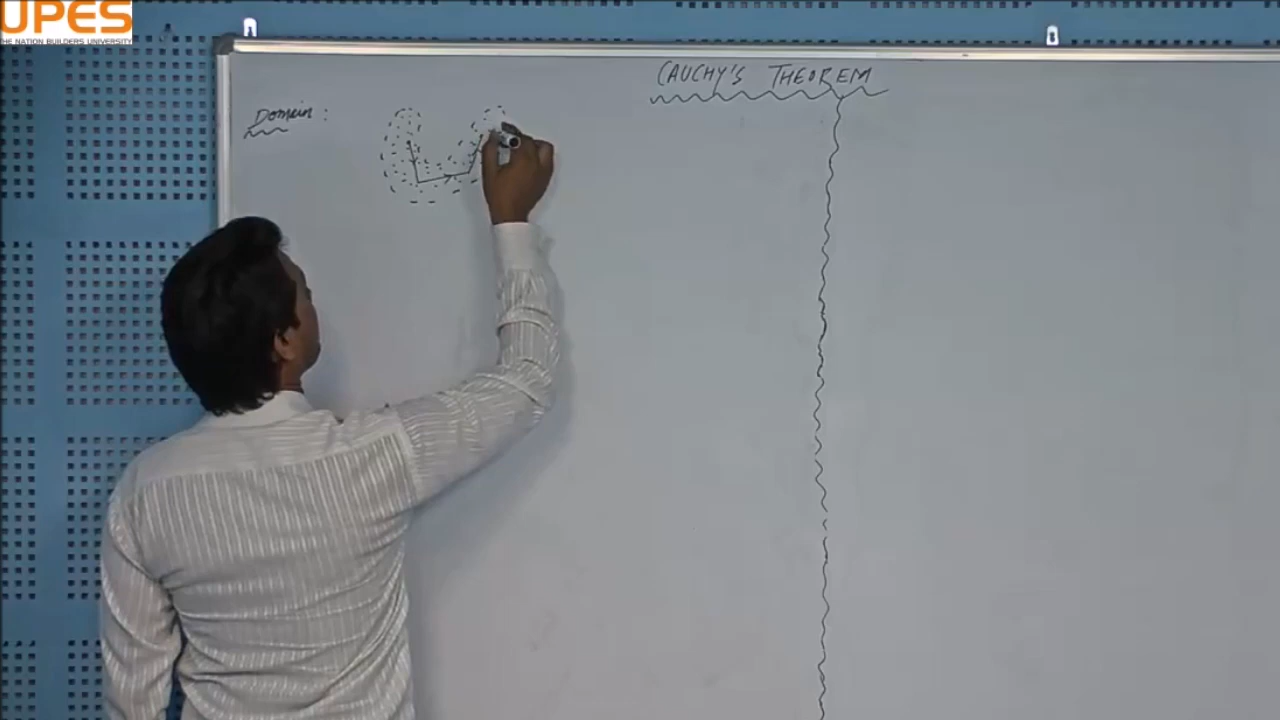 UPES
THE NATION BUILDERS UNIVERSITY
CAUCHY'S THEOREM
Domain :